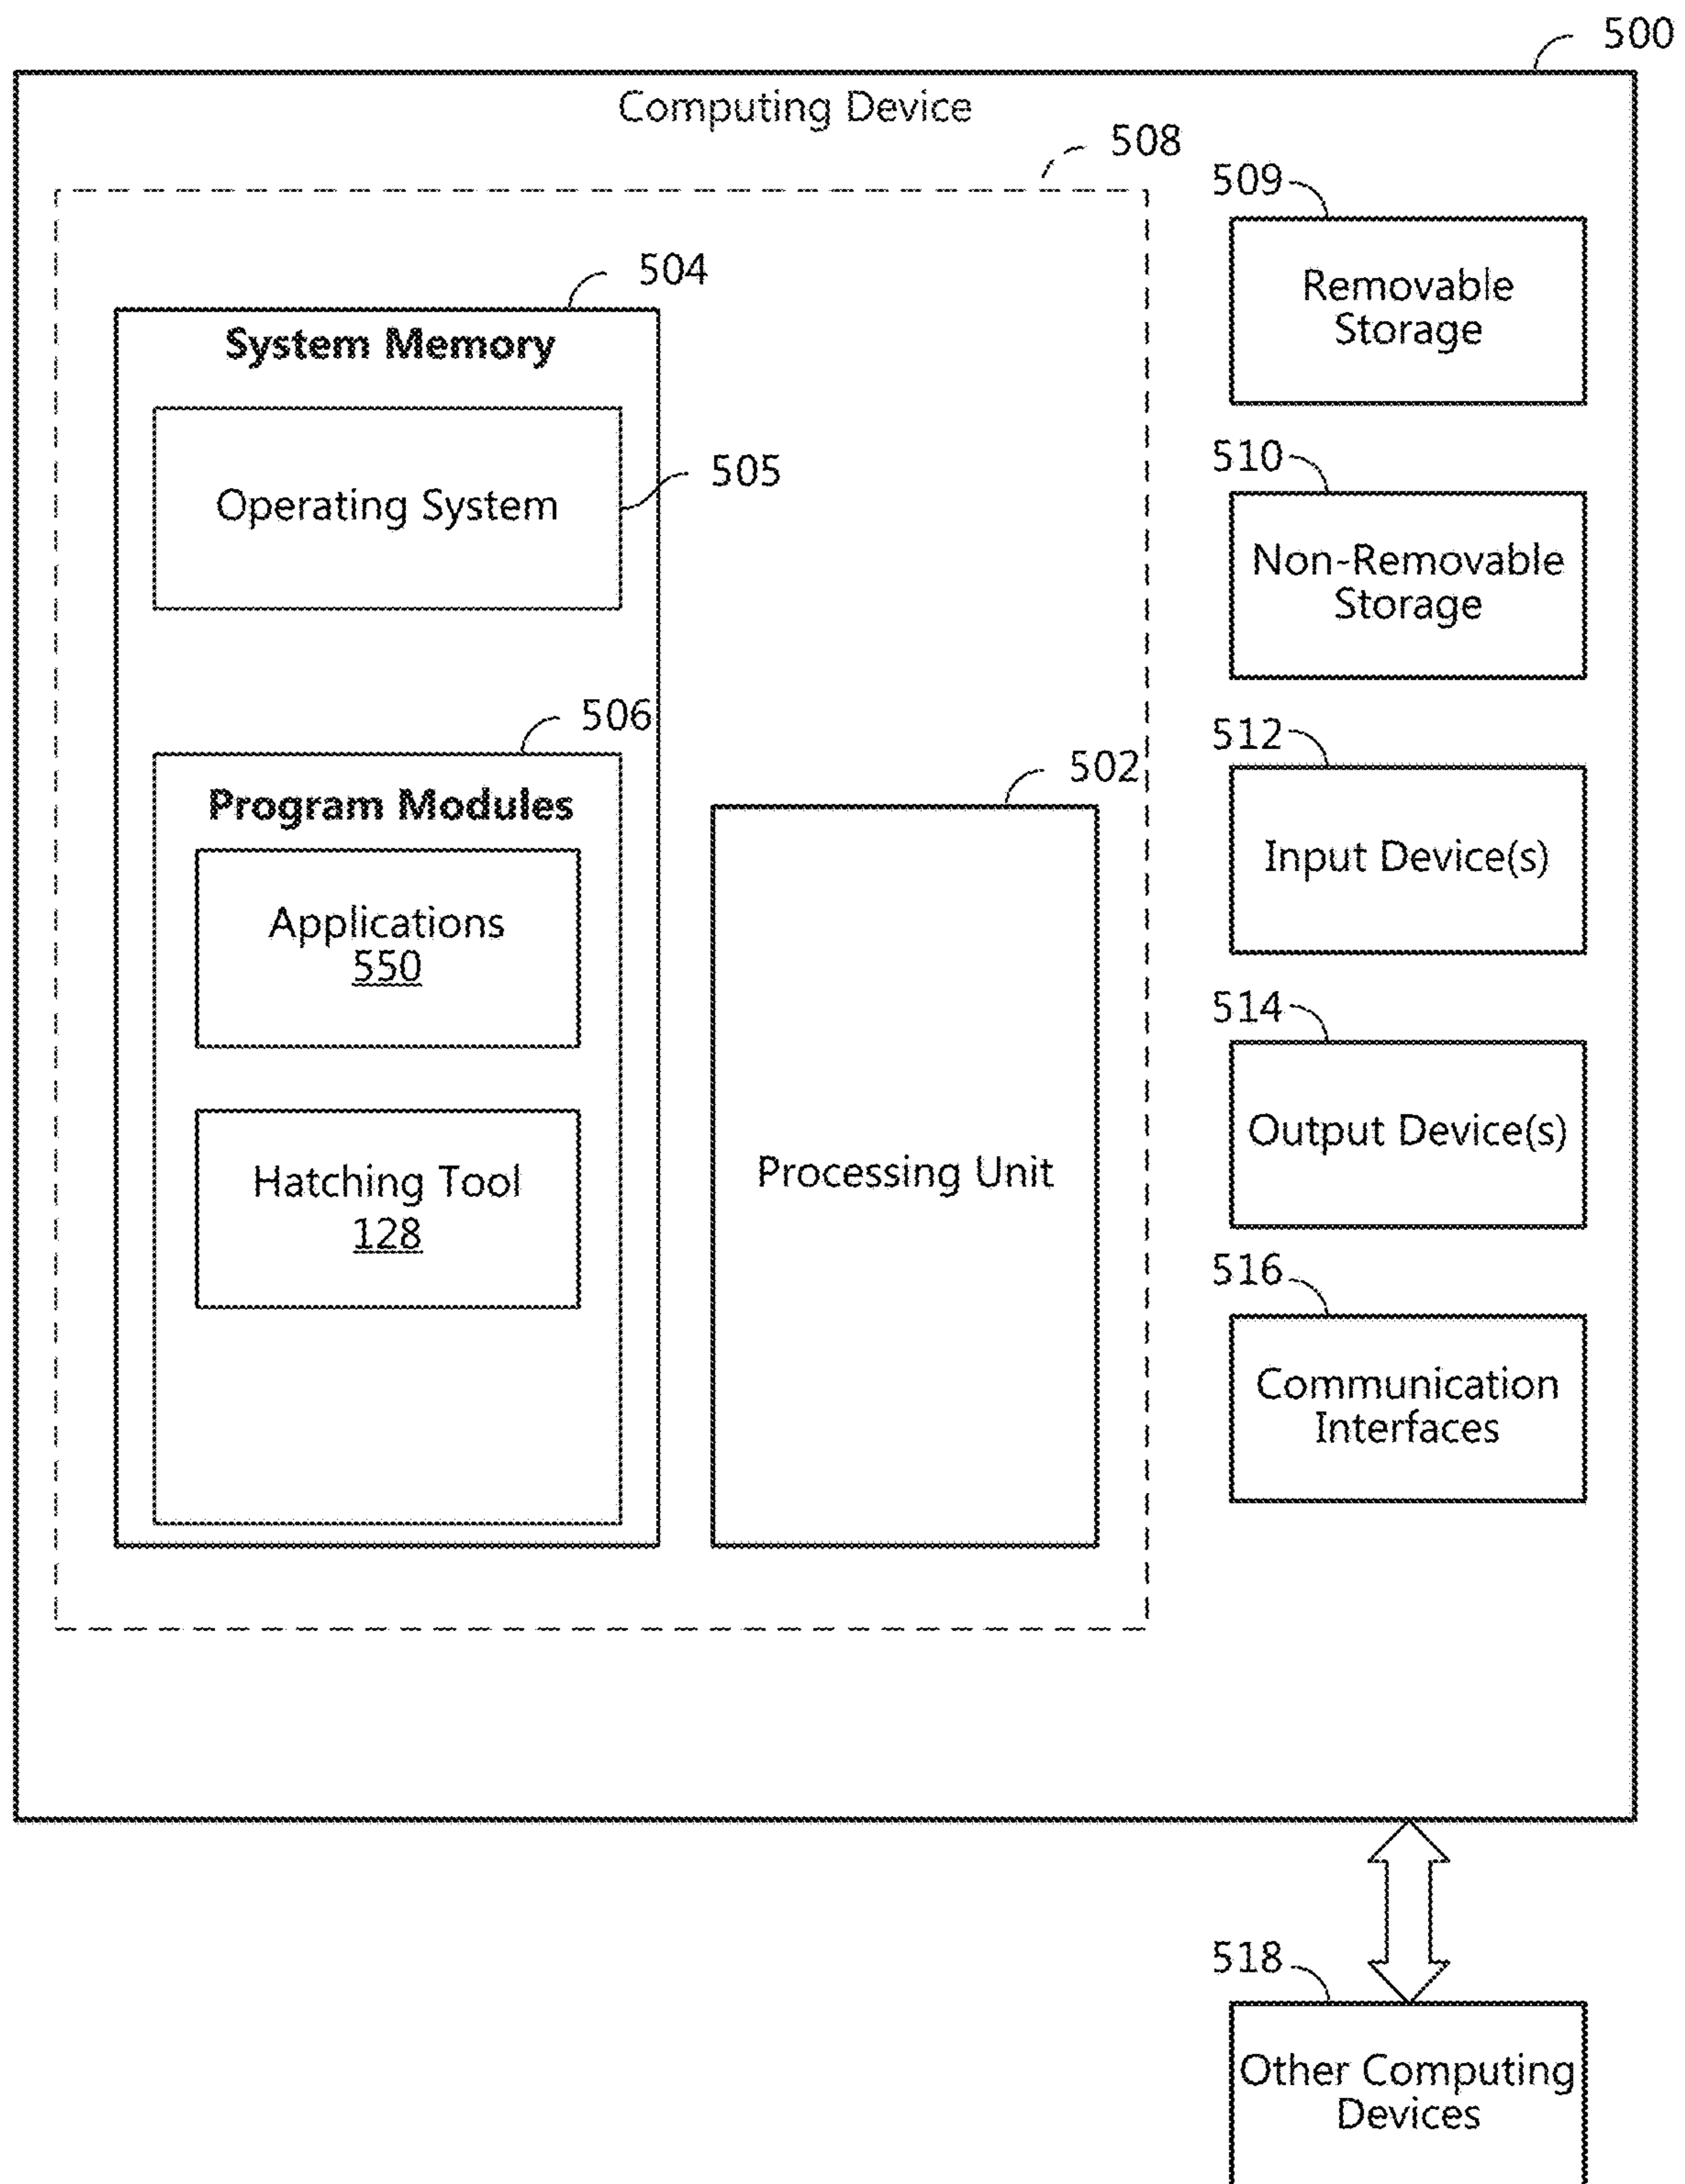 500
Computing Device
508
509
Removable
Storage
504
System Memory
Operating System
505
510
Non-Removable
Storage
506
Program Modules
Applications
550
Hatching Tool
128
502
Processing Unit
512
Input Device(s)
514
Output Device(s)
516
Communication
Interfaces
518
Other Computing
Devices